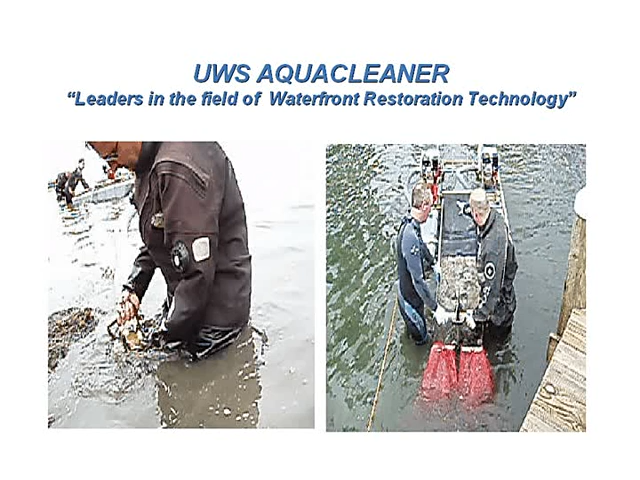 UWS AQUACLEANER
“Leaders in the field of Waterfront Restoration Technology”